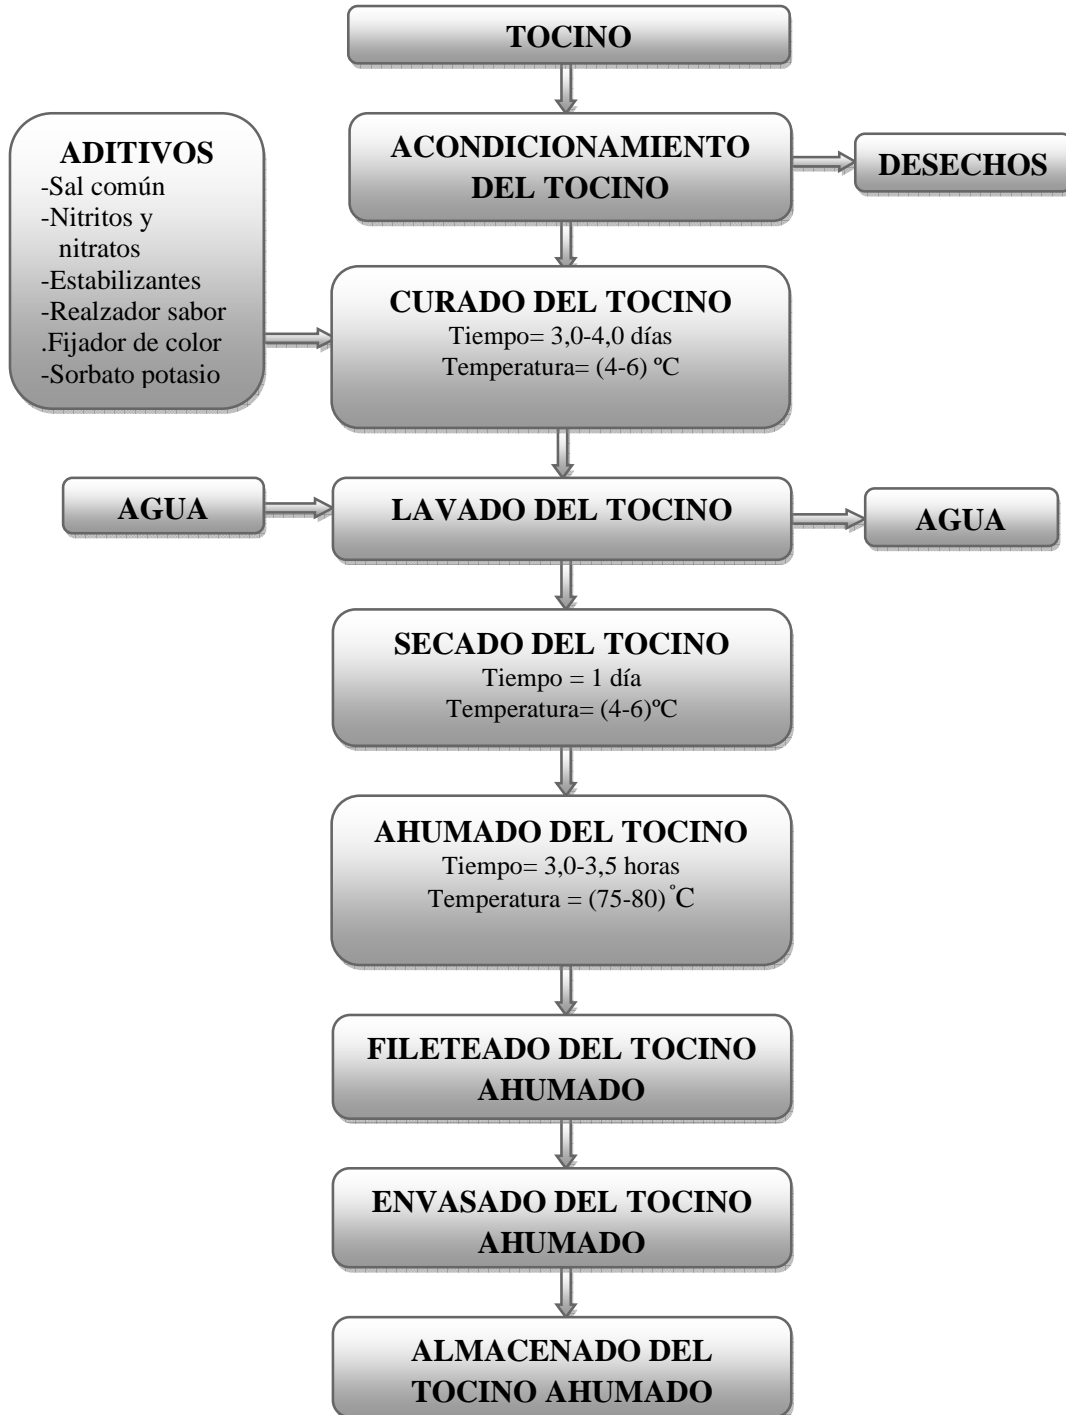 TOCINO
ACONDICIONAMIENTO
DEL TOCINO
DESECHOS
ADITIVOS
-Sal común
-Nitritos y
nitratos
-Estabilizantes
-Realzador sabor
.Fijador de color
-Sorbato potasio
CURADO DEL TOCINO
Tiempo= 3,0-4,0 días
Temperatura= (4-6) ºC
AGUA
LAVADO DEL TOCINO
AGUA
SECADO DEL TOCINO
Tiempo = 1 día
Temperatura= (4-6)ºC
AHUMADO DEL TOCINO
Tiempo= 3,0-3,5 horas
Temperatura = (75-80) °C
FILETEADO DEL TOCINO
AHUMADO
ENVASADO DEL TOCINO
AHUMADO
ALMACENADO DEL
TOCINO AHUMADO